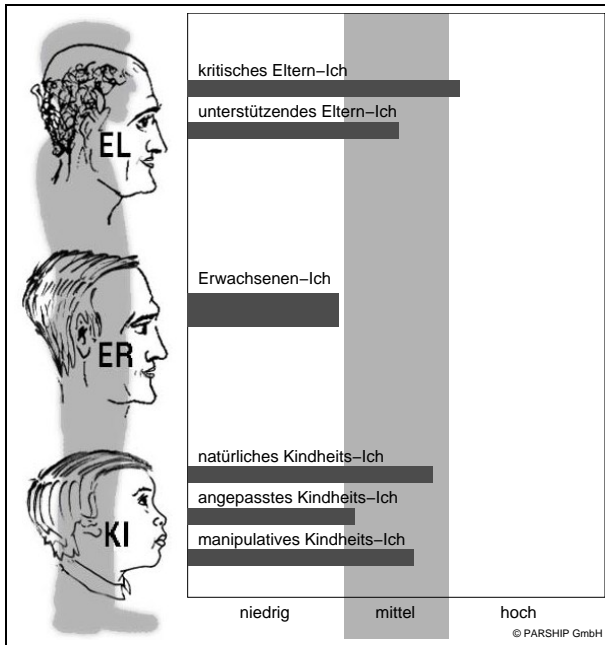 kritisches Eltern–Ich
unterstützendes Eltern–Ich
EL
Erwachsenen–Ich
ER
natürliches Kindheits–Ich
angepasstes Kindheits–Ich
KI
manipulatives Kindheits–Ich
niedrig mittel hoch
© PARSHIP GmbH